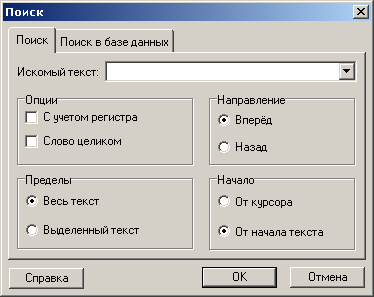 Поиск
Поиск
Поиск в базе данных
Искомый текст:
Опции
С учетом регистра
Слово целиком
Направление
Вперёд
Назад
Пределы
Весь текст
Выделенный текст
Начало
От курсора
От начала текста
Справка
OK
Отмена